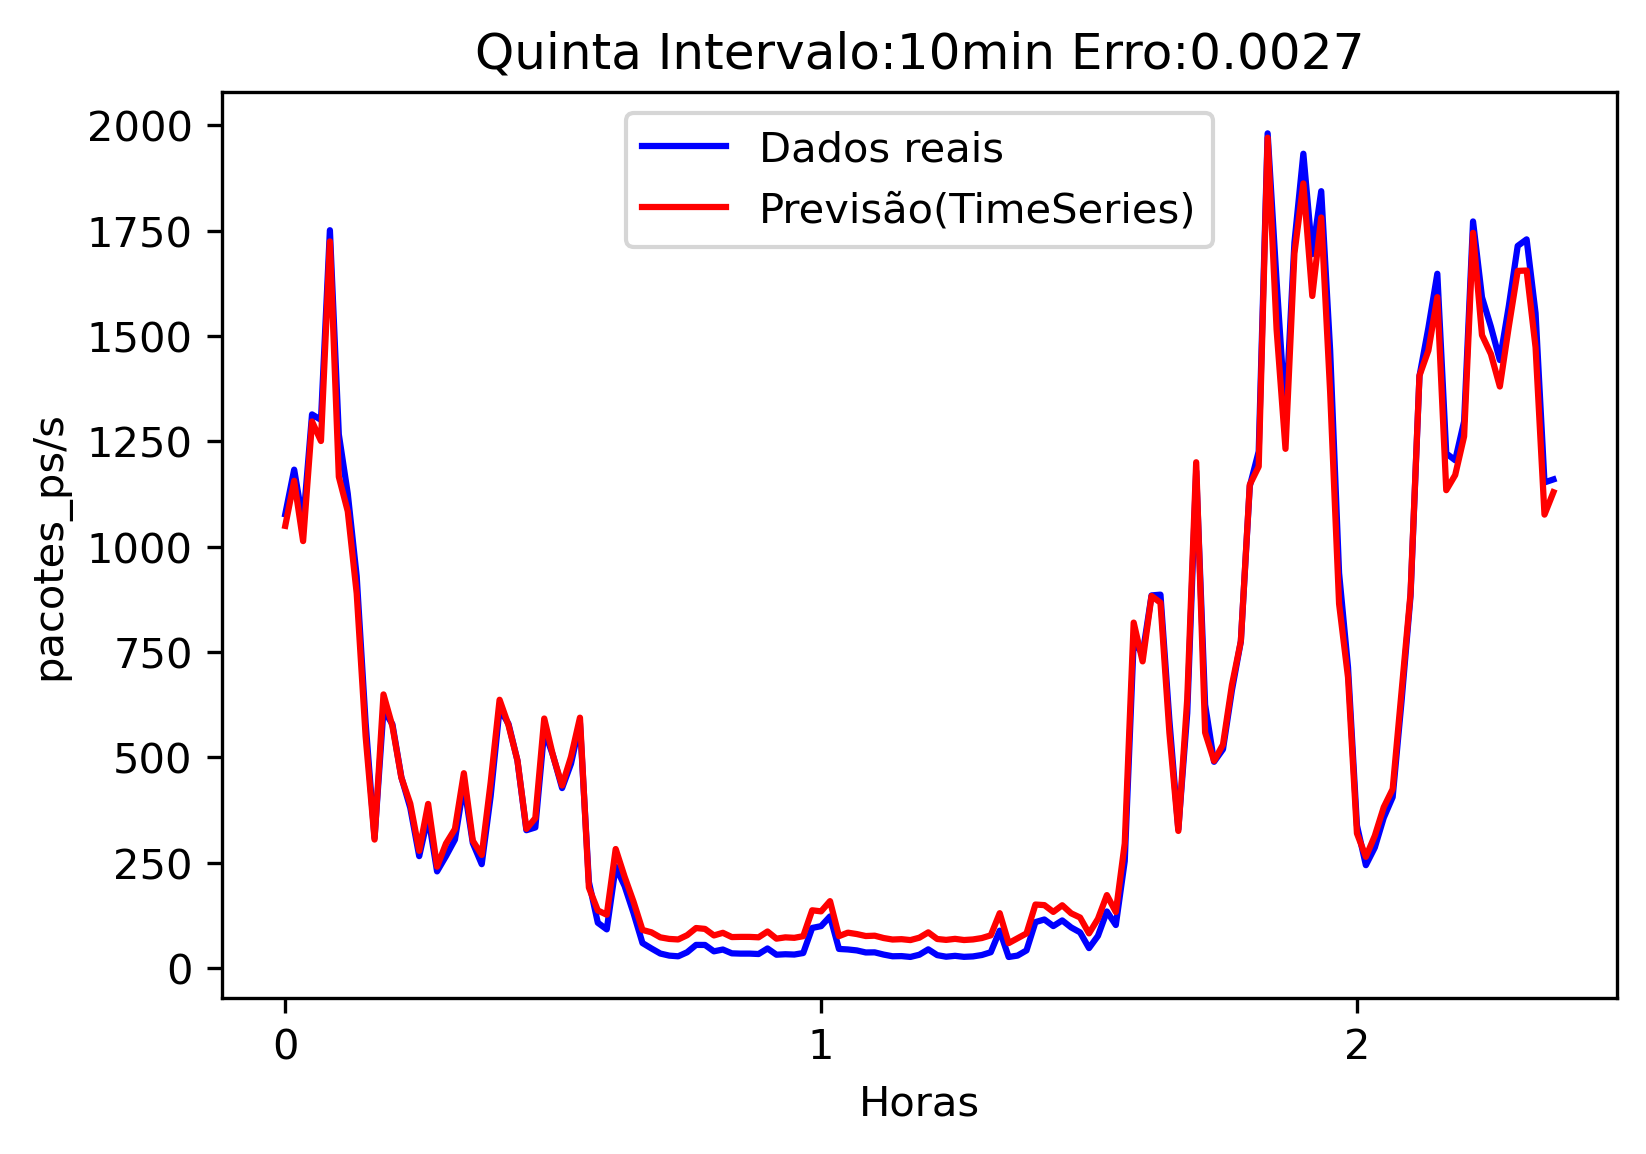 Quinta Intervalo:10min Erro:0.0027
Dados reais
Previsão(TimeSeries)
pacotes_ps/s
2000
1750
1500
1250
1000
750
500
250
0
0 1 2
Horas